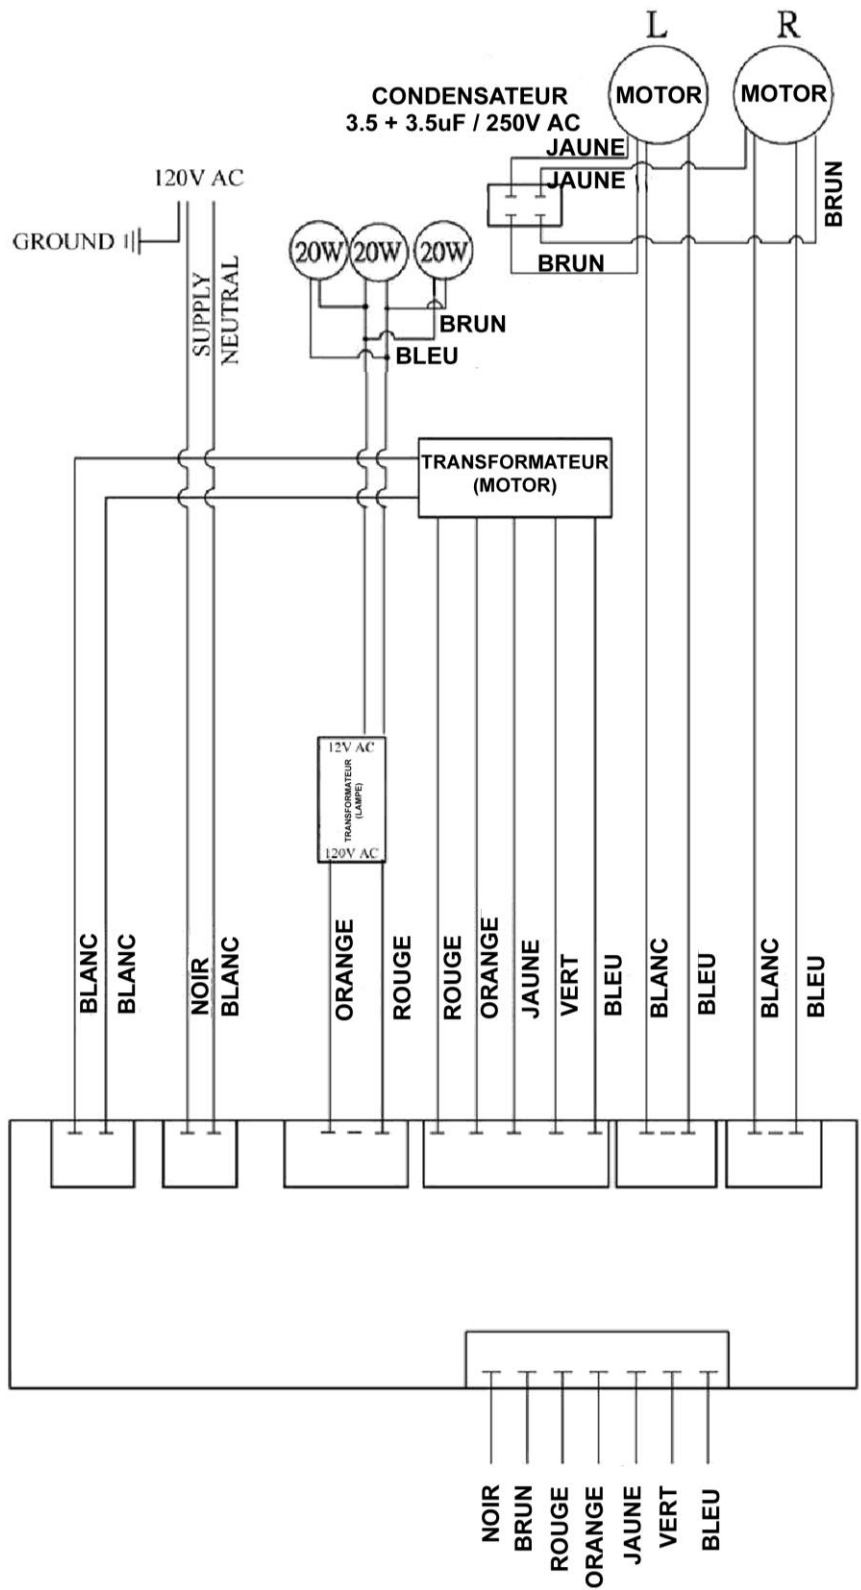 L R
MOTOR MOTOR
CONDENSATEUR
3.5 + 3.5uF / 250V AC
JAUNE
JAUNE
BRUN
BRUN
120V AC
GROUND
SUPPLY
NEUTRAL
20W 20W 20W
BRUN
BLEU
TRANSFORMATEUR
(MOTOR)
12V AC
TRANSFORMATEUR
(LAMPE)
120V AC
BLANC
BLANC
NOIR
BLANC
ORANGE
ROUGE
ROUGE
ORANGE
JAUNE
VERT
BLEU
BLANC
BLEU
BLANC
BLEU
NOIR
BRUN
ROUGE
ORANGE
JAUNE
VERT
BLEU